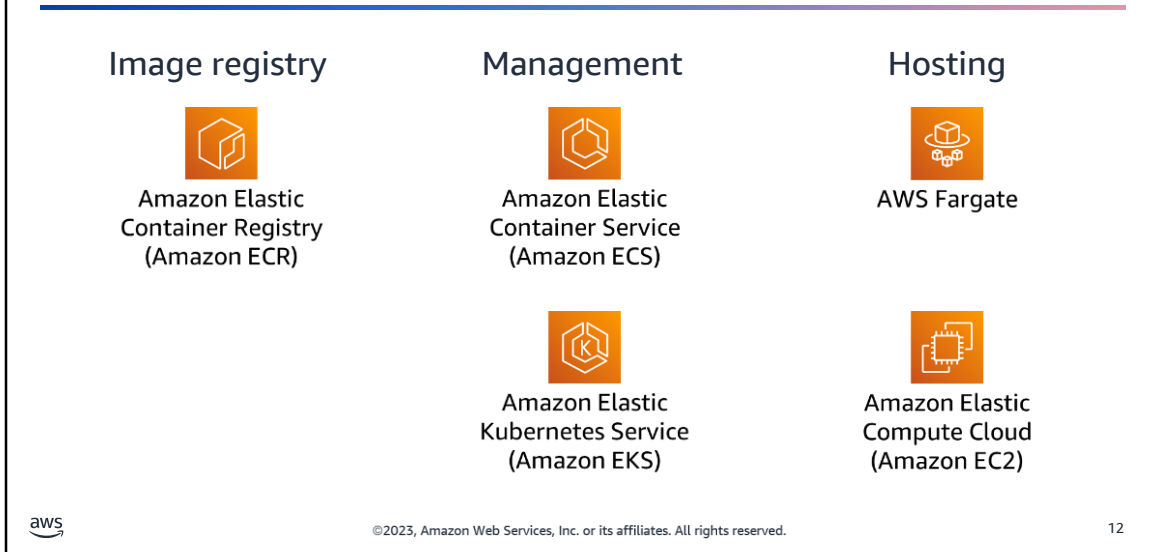 Image registry
Amazon Elastic
Container Registry
(Amazon ECR)
Management
Amazon Elastic
Container Service
(Amazon ECS)
K
Amazon Elastic
Kubernetes Service
(Amazon EKS)
Hosting
AWS Fargate
Amazon Elastic
Compute Cloud
(Amazon EC2)
aws
©2023, Amazon Web Services, Inc. or its affiliates. All rights reserved.
12